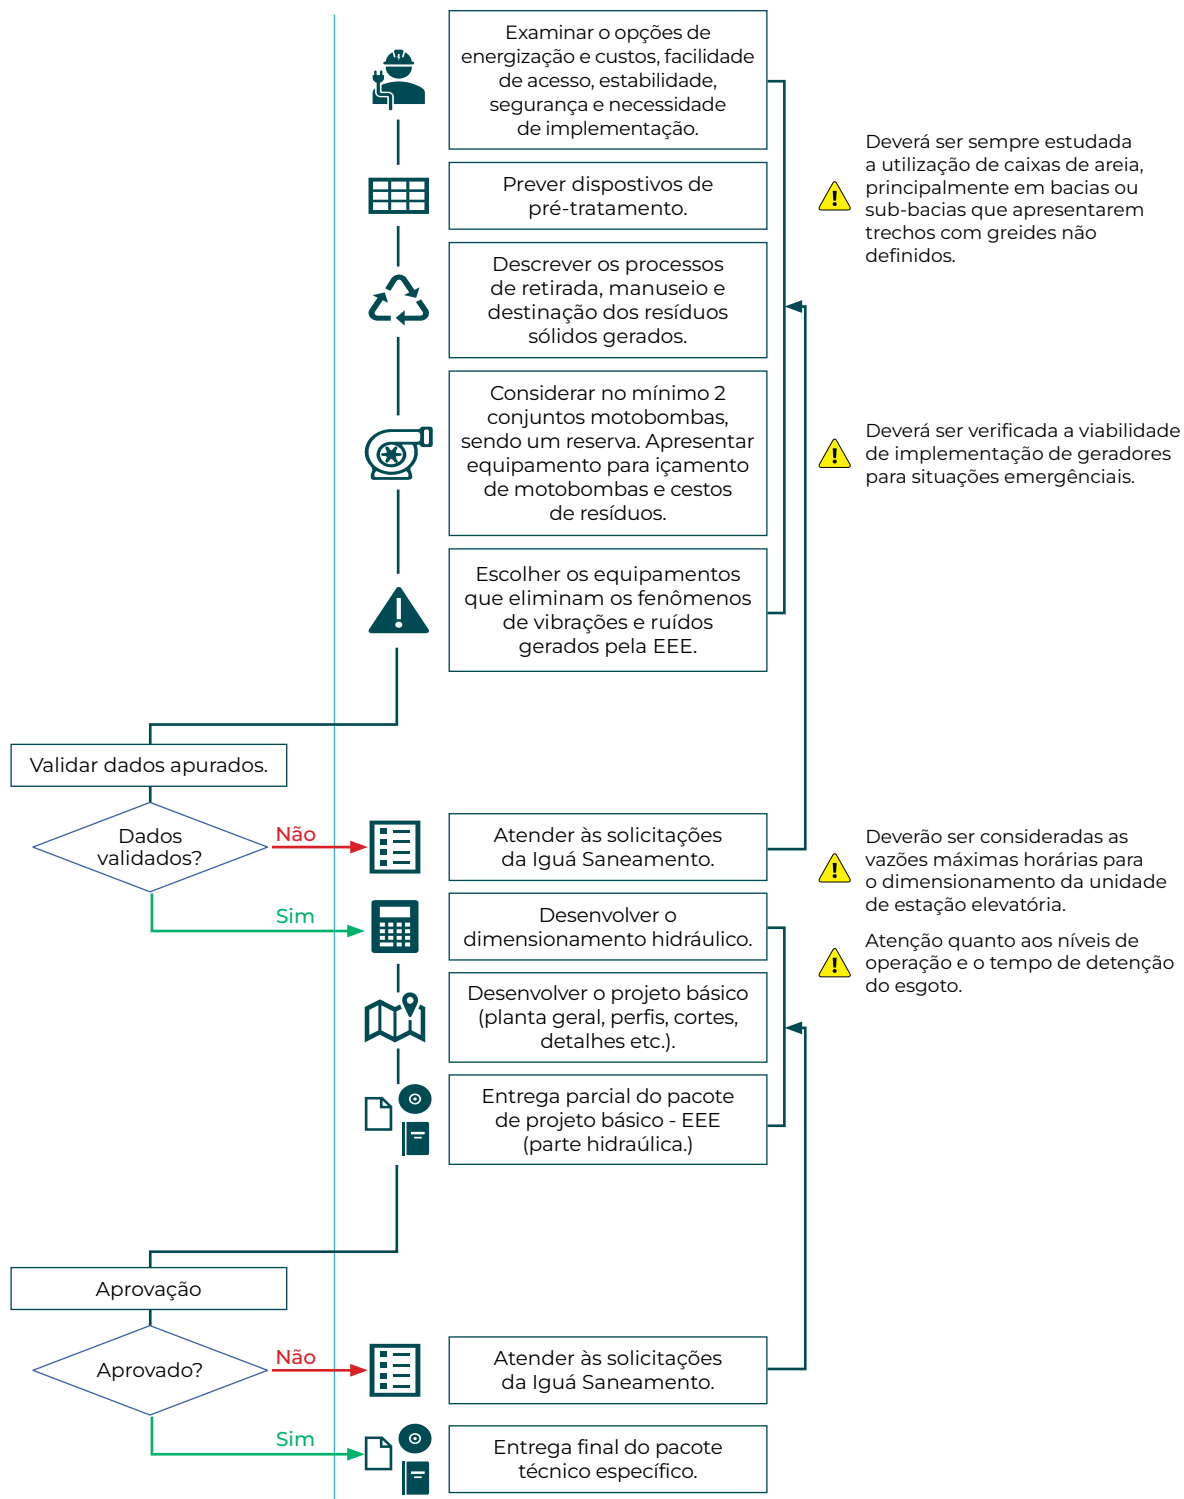 Examinar o opções de
energização e custos, facilidade
de acesso, estabilidade,
segurança e necessidade
de implementação.
Deverá ser sempre estudada
a utilização de caixas de areia,
principalmente em bacias ou
sub-bacias que apresentarem
trechos com greides não
definidos.
Prever dispostivos de
pré-tratamento.
Descrever os processos
de retirada, manuseio e
destinação dos resíduos
sólidos gerados.
Considerar no mínimo 2
conjuntos motobombas,
sendo um reserva. Apresentar
equipamento para içamento
de motobombas e cestos
de resíduos.
Deverá ser verificada a viabilidade
de implementação de geradores
para situações emergênciais.
Escolher os equipamentos
que eliminam os fenômenos
de vibrações e ruídos
gerados pela EEE.
Validar dados apurados.
Dados
validados?
Não
Atender às solicitações
da Iguá Saneamento.
Deverão ser consideradas as
vazões máximas horárias para
o dimensionamento da unidade
de estação elevatória.
Sim
Desenvolver o
dimensionamento hidráulico.
Atenção quanto aos níveis de
operação e o tempo de detenção
do esgoto.
Desenvolver o projeto básico
(planta geral, perfis, cortes,
detalhes etc.).
Entrega parcial do pacote
de projeto básico - EEE
(parte hidraúlica.)
Aprovação
Aprovado?
Não
Atender às solicitações
da Iguá Saneamento.
Sim
Entrega final do pacote
técnico específico.